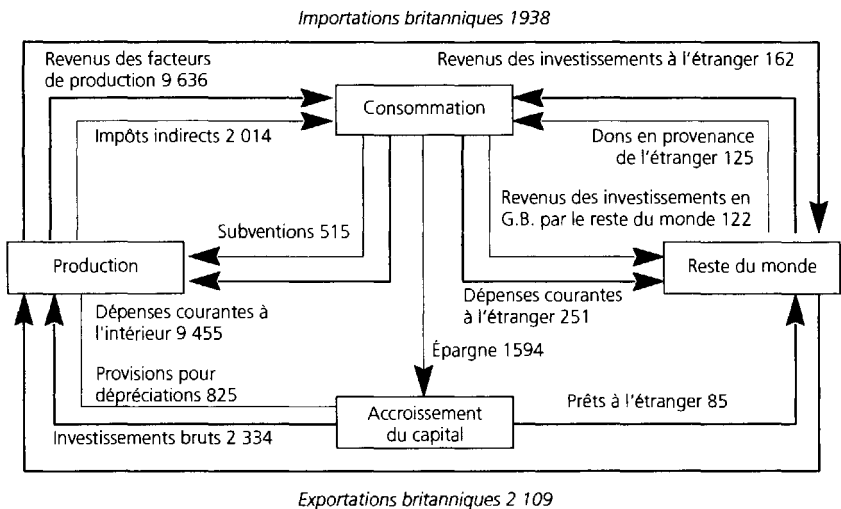 Importations britanniques 1938
Revenus des facteurs
de production 9 636
Revenus des investissements à l'étranger 162
Consommation
Impôts indirects 2 014
Dons en provenance
de l'étranger 125
Revenus des investissements en
G.B. par le reste du monde 122
Subventions 515
Production
Reste du monde
Dépenses courantes à
l'intérieur 9 455
Dépenses courantes
à l'étranger 251
Épargne 1594
Provisions pour
dépréciations 825
Accroissement
du capital
Prêts à l'étranger 85
Investissements bruts 2 334
Exportations britanniques 2 109